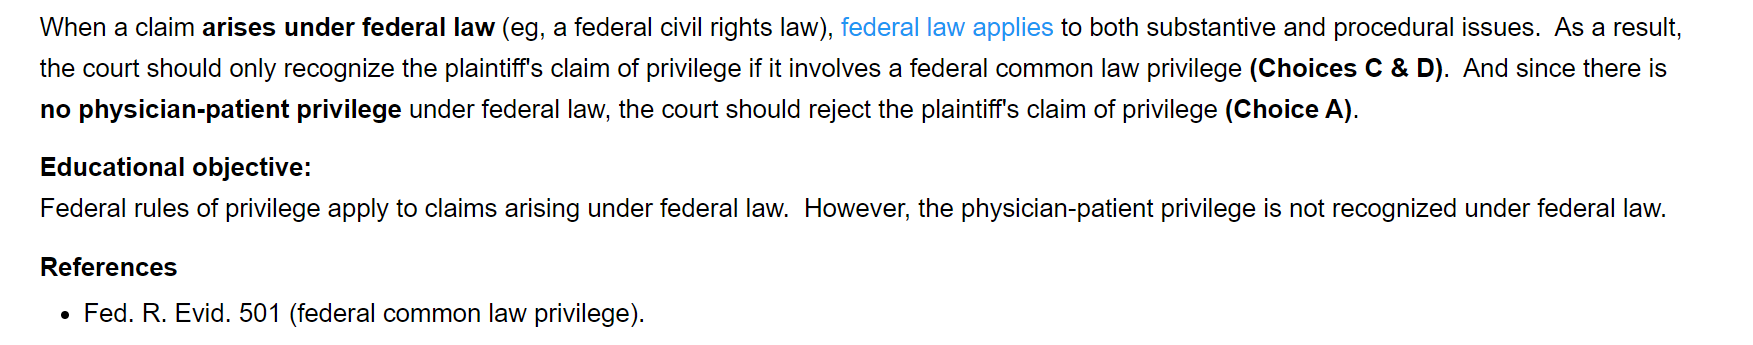 When a claim arises under federal law (eg, a federal civil rights law), federal law applies to both substantive and procedural issues.  As a result,
the court should only recognize the plaintiff's claim of privilege if it involves a federal common law privilege (Choices C & D).  And since there is
no physician-patient privilege under federal law, the court should reject the plaintiff's claim of privilege (Choice A).
Educational objective:
Federal rules of privilege apply to claims arising under federal law.  However, the physician-patient privilege is not recognized under federal law.
References
• Fed. R. Evid. 501 (federal common law privilege).